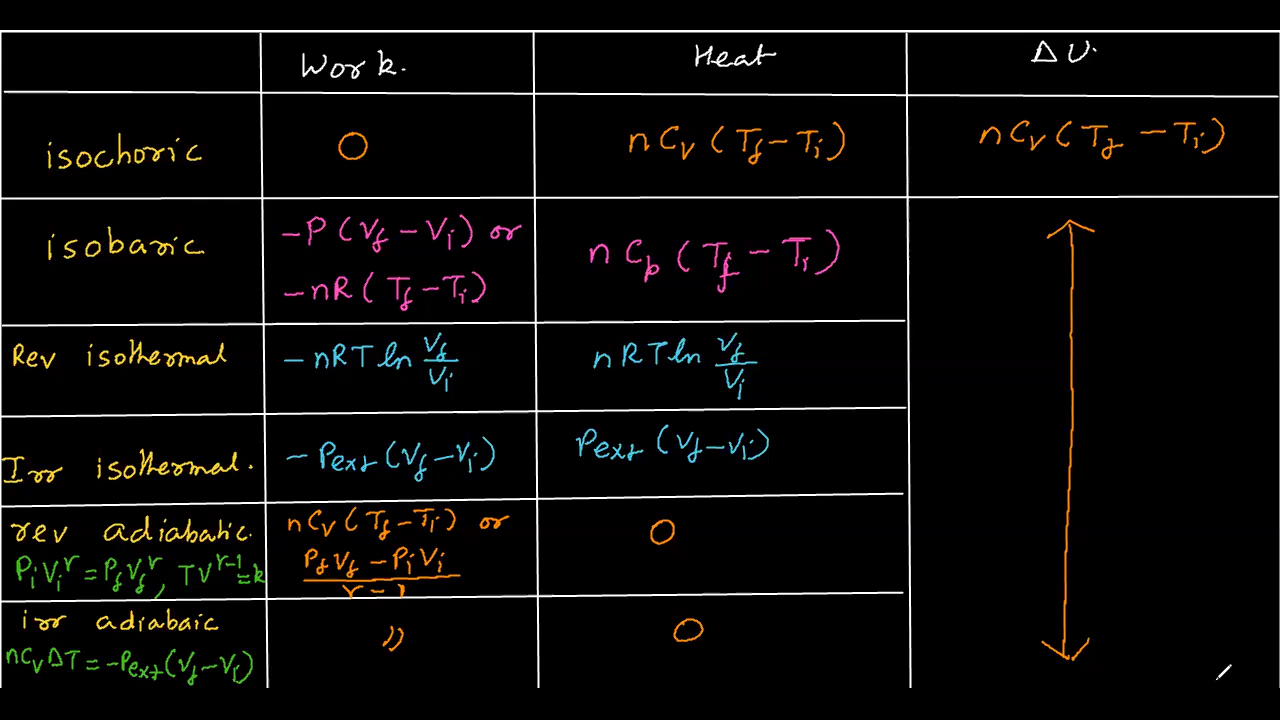 Work. Heat ΔU.
isochoric 0 nCv(Tf-Ti) nCv(Tf-Ti)
isobaric -P(Vf-Vi) or nCp(Tf-Ti)
-nR(Tf-Ti)
Rev isothermal -nRT ln Vf/Vi nRT ln Vf/Vi
Irr isothermal. -Pext(Vf-Vi) Pext(Vf-Vi)
rev adiabatic. nCv(Tf-Ti) or 0
PiVi^γ=PfVf^γ, TV^γ-1=k PfVf-PiVi/γ-1
irr adiabaic " 0
nCvΔT=-Pext(Vf-Vi)